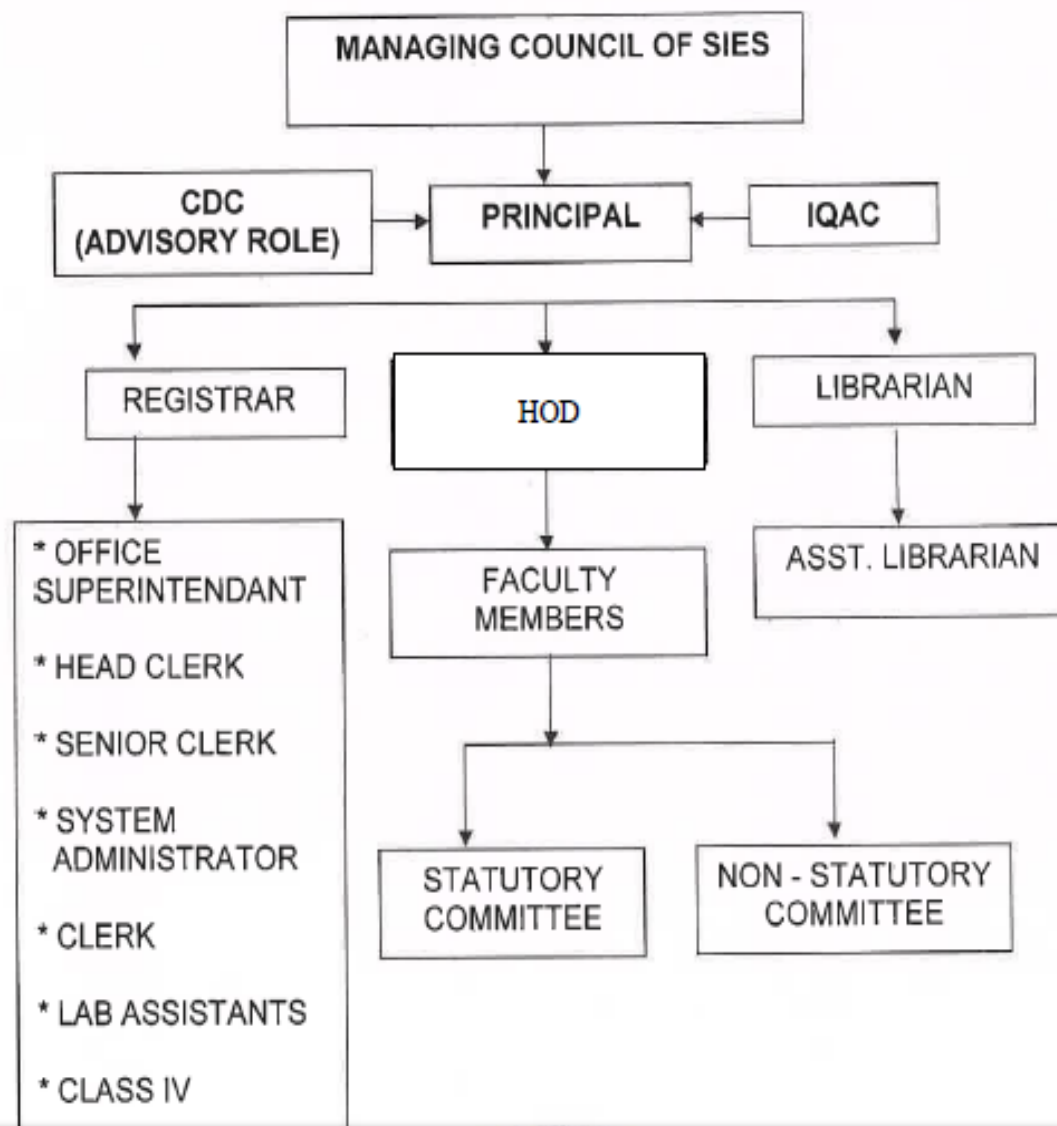 MANAGING COUNCIL OF SIES
CDC
(ADVISORY ROLE)
PRINCIPAL
IQAC
REGISTRAR
HOD
LIBRARIAN
* OFFICE
SUPERINTENDANT
* HEAD CLERK
* SENIOR CLERK
* SYSTEM
ADMINISTRATOR
* CLERK
* LAB ASSISTANTS
* CLASS IV
FACULTY
MEMBERS
ASST. LIBRARIAN
STATUTORY
COMMITTEE
NON - STATUTORY
COMMITTEE